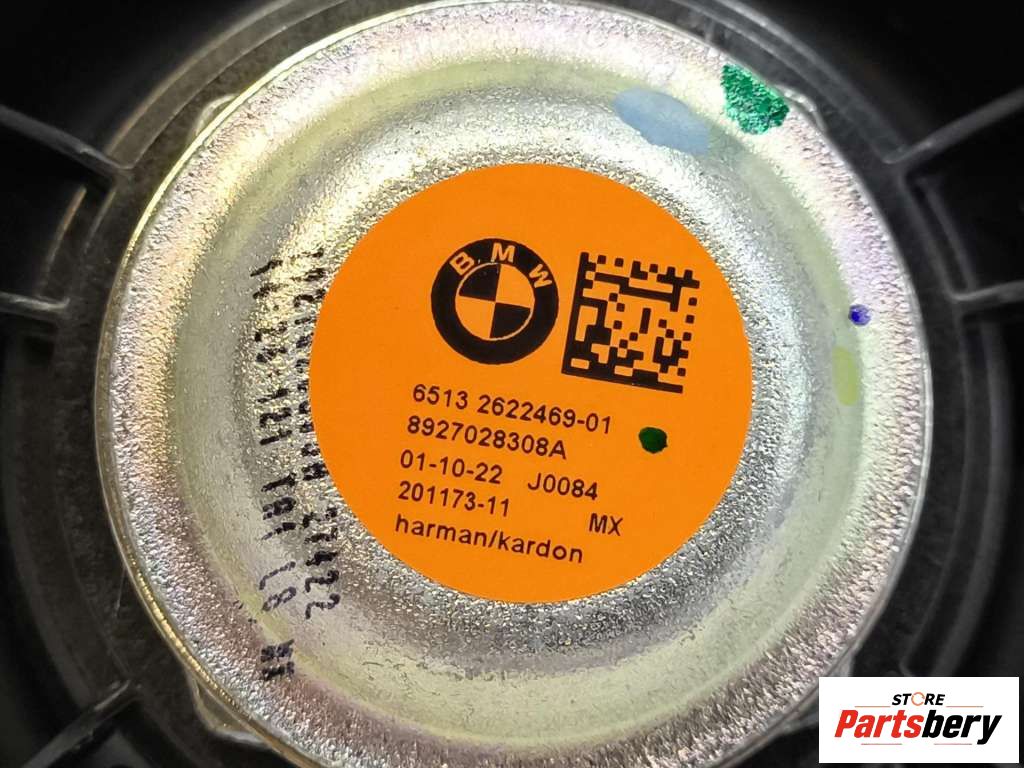 BMW
6513 2622469-01
8927028308A
01-10-22 J0084
201173-11 MX
harman/kardon
STORE
Partsbery